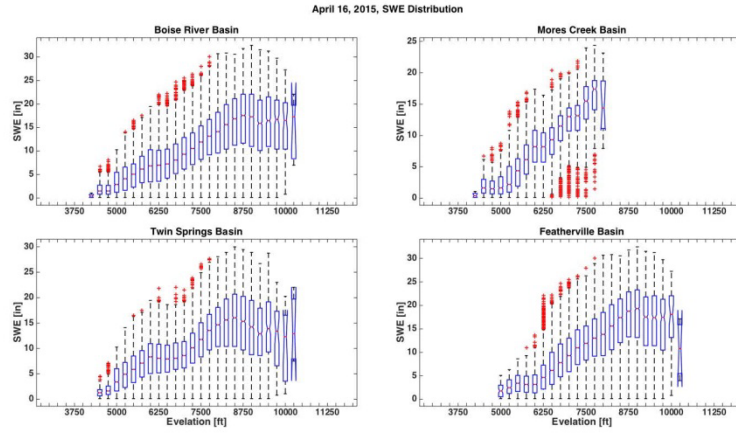 April 16, 2015, SWE Distribution
Boise River Basin
SWE [in]
30
25
20
15
10
5
0
3750 5000 6250 7500 8750 10000 11250
Mores Creek Basin
SWE [in]
25
20
15
10
5
0
3750 5000 6250 7500 8750 10000 11250
Twin Springs Basin
SWE [in]
30
25
20
15
10
5
0
3750 5000 6250 7500 8750 10000 11250
Evelation [ft]
Featherville Basin
SWE [in]
30
25
20
15
10
5
0
3750 5000 6250 7500 8750 10000 11250
Evelation [ft]